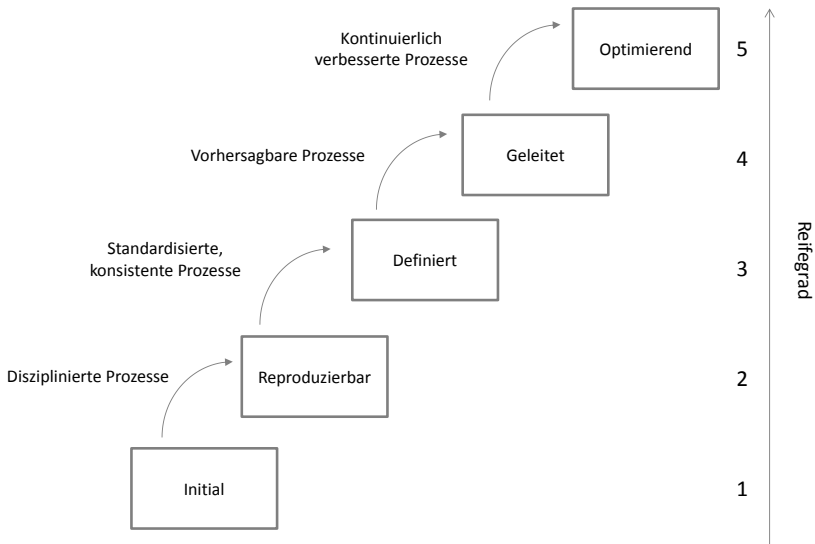 Kontinuierlich
verbesserte Prozesse
Optimierend
5
Vorhersagbare Prozesse
Geleitet
4
Standardisierte,
konsistente Prozesse
Definiert
3
Reifegrad
Disziplinierte Prozesse
Reproduzierbar
2
Initial
1